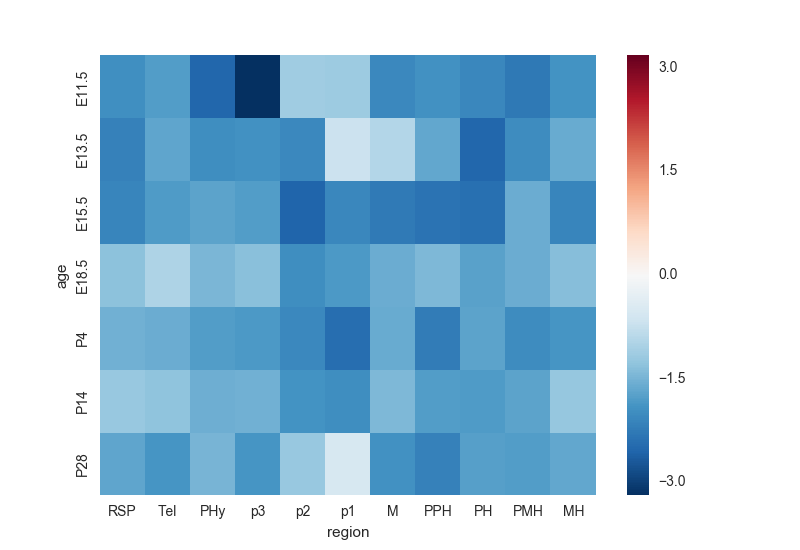 age
E11.5
E13.5
E15.5
E18.5
P4
P14
P28
RSP Tel PHy p3 p2 p1 M PPH PH PMH MH
region
3.0
1.5
0.0
−1.5
−3.0